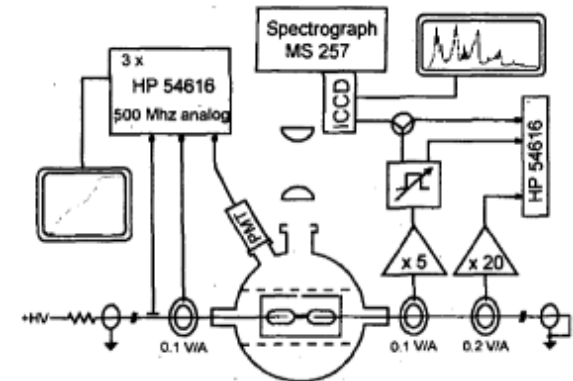 3 x
HP 54616
500 Mhz analog
Spectrograph
MS 257
ICCD
HP 54616
PMT
x 5
x 20
+HV
0.1 V/A
0.1 V/A
0.2 V/A